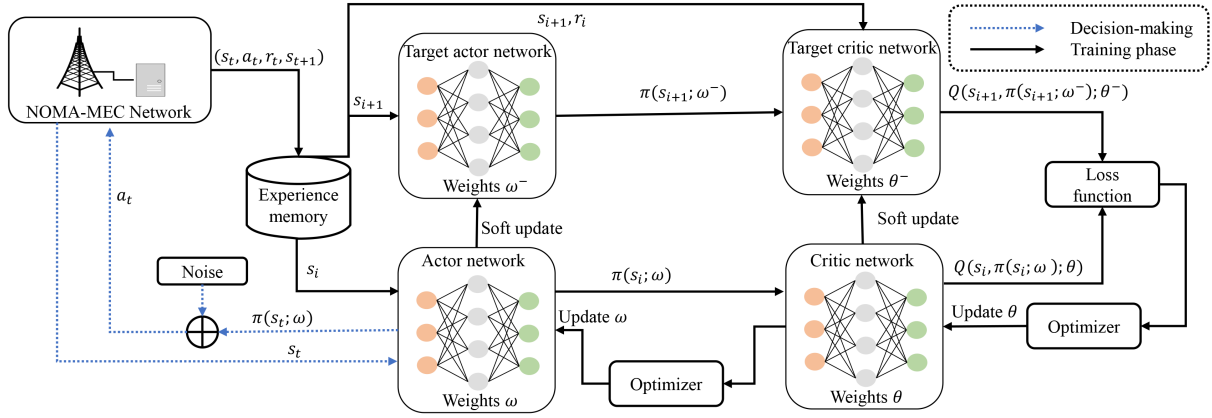 NOMA-MEC Network
(s_t, a_t, r_t, s_{t+1})
s_{i+1}, r_i
Decision-making
Training phase
Target actor network
Weights ω⁻
s_{i+1}
π(s_{i+1}; ω⁻)
Target critic network
Weights θ⁻
Q(s_{i+1}, π(s_{i+1}; ω⁻); θ⁻)
Experience
memory
Loss
function
a_t
Soft update
Soft update
s_i
Noise
Actor network
Weights ω
π(s_i; ω)
Critic network
Weights θ
Q(s_i, π(s_i; ω); θ)
π(s_t; ω)
s_t
Update ω
Optimizer
Update θ
Optimizer